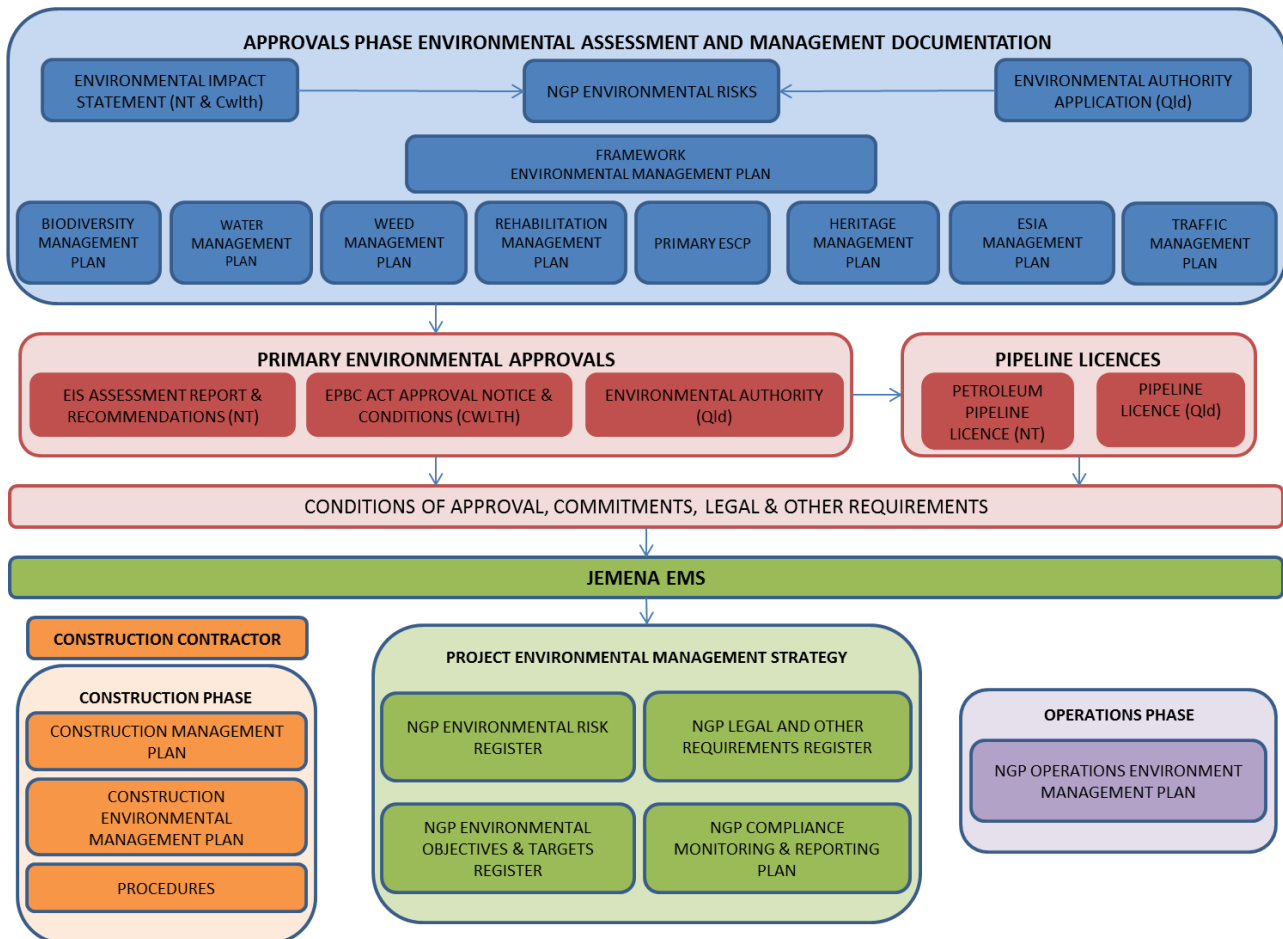 APPROVALS PHASE ENVIRONMENTAL ASSESSMENT AND MANAGEMENT DOCUMENTATION
ENVIRONMENTAL IMPACT
STATEMENT (NT & Cwlth)
NGP ENVIRONMENTAL RISKS
ENVIRONMENTAL AUTHORITY
APPLICATION (Qld)
FRAMEWORK
ENVIRONMENTAL MANAGEMENT PLAN
BIODIVERSITY
MANAGEMENT
PLAN
WATER
MANAGEMENT
PLAN
WEED
MANAGEMENT
PLAN
REHABILITATION
MANAGEMENT
PLAN
PRIMARY ESCP
HERITAGE
MANAGEMENT
PLAN
ESIA
MANAGEMENT
PLAN
TRAFFIC
MANAGEMENT
PLAN
PRIMARY ENVIRONMENTAL APPROVALS
EIS ASSESSMENT REPORT &
RECOMMENDATIONS (NT)
EPBC ACT APPROVAL NOTICE &
CONDITIONS (CWLTH)
ENVIRONMENTAL AUTHORITY
(Qld)
PIPELINE LICENCES
PETROLEUM
PIPELINE
LICENCE (NT)
PIPELINE
LICENCE (Qld)
CONDITIONS OF APPROVAL, COMMITMENTS, LEGAL & OTHER REQUIREMENTS
JEMENA EMS
CONSTRUCTION CONTRACTOR
CONSTRUCTION PHASE
CONSTRUCTION MANAGEMENT
PLAN
CONSTRUCTION
ENVIRONMENTAL
MANAGEMENT PLAN
PROCEDURES
PROJECT ENVIRONMENTAL MANAGEMENT STRATEGY
NGP ENVIRONMENTAL RISK
REGISTER
NGP LEGAL AND OTHER
REQUIREMENTS REGISTER
NGP ENVIRONMENTAL
OBJECTIVES & TARGETS
REGISTER
NGP COMPLIANCE
MONITORING & REPORTING
PLAN
OPERATIONS PHASE
NGP OPERATIONS ENVIRONMENT
MANAGEMENT PLAN